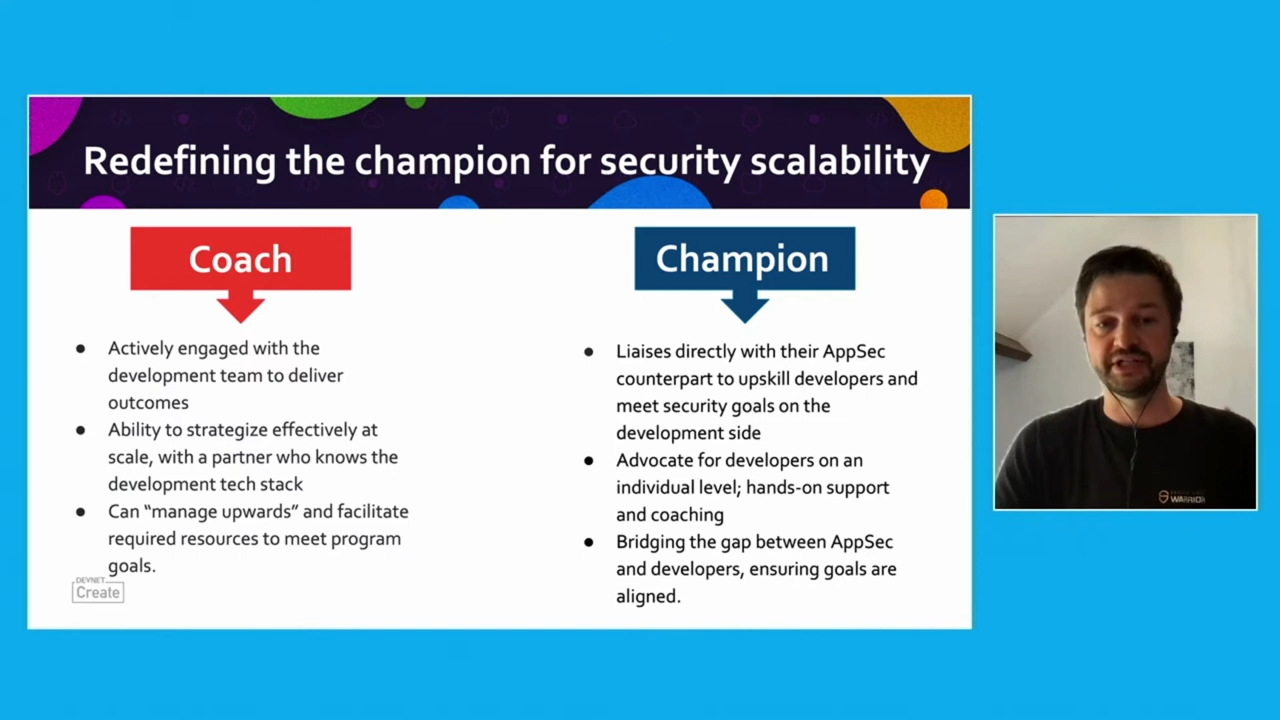 Redefining the champion for security scalability
Coach
● Actively engaged with the
development team to deliver
outcomes
● Ability to strategize effectively at
scale, with a partner who knows the
development tech stack
● Can “manage upwards” and facilitate
required resources to meet program
goals.
Champion
● Liaises directly with their AppSec
counterpart to upskill developers and
meet security goals on the
development side
● Advocate for developers on an
individual level; hands-on support
and coaching
● Bridging the gap between AppSec
and developers, ensuring goals are
aligned.
DEVNET
Create
WARRIOR